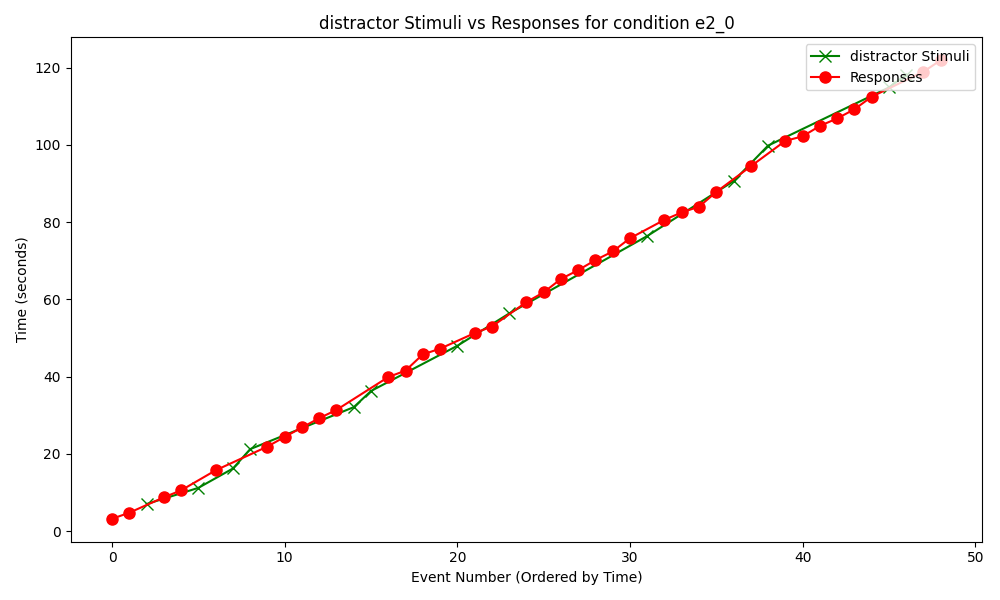 distractor Stimuli vs Responses for condition e2_0
distractor Stimuli
Responses
Time (seconds)
120
100
80
60
40
20
0
0 10 20 30 40 50
Event Number (Ordered by Time)